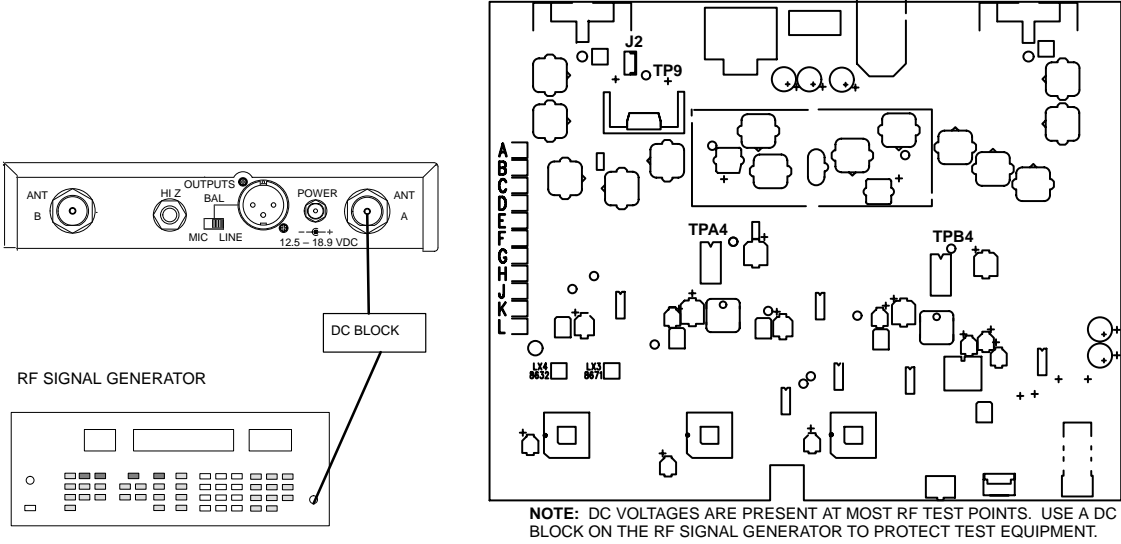 ANT
B
HI Z
OUTPUTS
BAL
MIC LINE
POWER
12.5 – 18.9 VDC
ANT
A
DC BLOCK
RF SIGNAL GENERATOR
J2
TP9
A
B
C
D
E
F
G
H
J
K
L
TPA4
TPB4
LX4
8632
LX3
8671
NOTE: DC VOLTAGES ARE PRESENT AT MOST RF TEST POINTS. USE A DC
BLOCK ON THE RF SIGNAL GENERATOR TO PROTECT TEST EQUIPMENT.